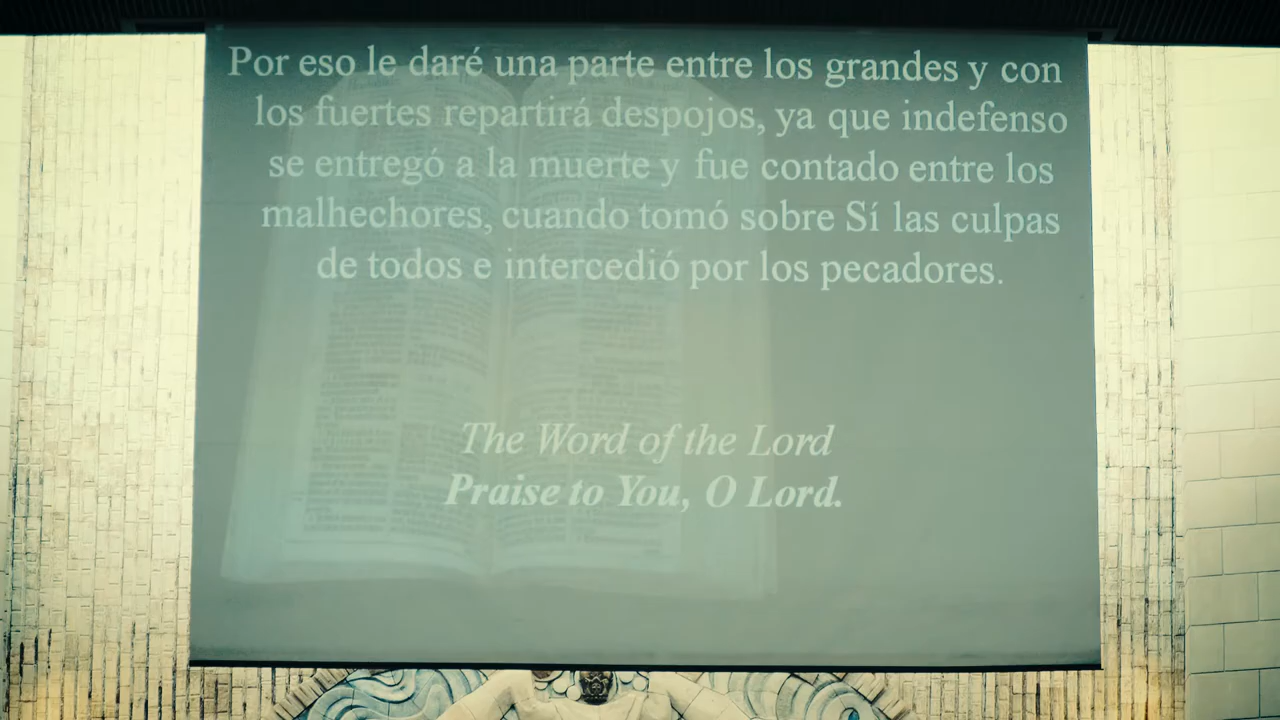 Por eso le daré una parte entre los grandes y con
los fuertes repartirá despojos, ya que indefenso
se entregó a la muerte y fue contado entre los
malhechores, cuando tomó sobre Sí las culpas
de todos e intercedió por los pecadores.
The Word of the Lord
Praise to You, O Lord.